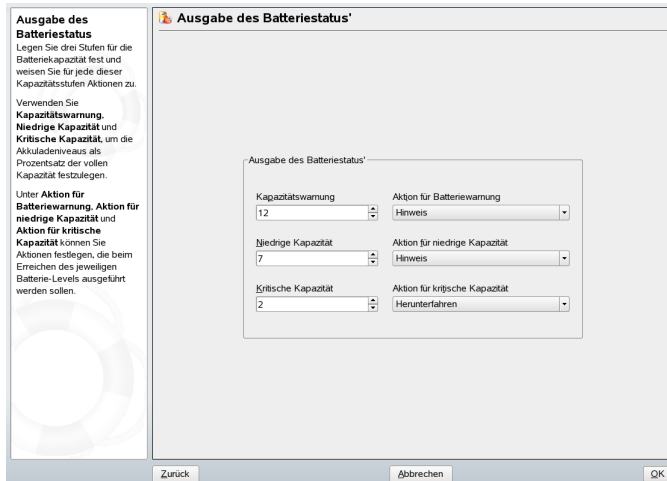 Ausgabe des
Batteriestatus
Legen Sie drei Stufen für die
Batteriekapazität fest und
weisen Sie für jede dieser
Kapazitätsstufen Aktionen zu.
Verwenden Sie
Kapazitätswarnung,
Niedrige Kapazität und
Kritische Kapazität, um die
Akkuladeniveaus als
Prozentsatz der vollen
Kapazität festzulegen.
Unter Aktion für
Batteriewarnung, Aktion für
niedrige Kapazität und
Aktion für kritische
Kapazität können Sie
Aktionen festlegen, die beim
Erreichen des jeweiligen
Batterie-Levels ausgeführt
werden sollen.
Ausgabe des Batteriestatus'
Ausgabe des Batteriestatus'
Kapazitätswarnung
Aktion für Batteriewarnung
12
Hinweis
Niedrige Kapazität
Aktion für niedrige Kapazität
7
Hinweis
Kritische Kapazität
Aktion für kritische Kapazität
2
Herunterfahren
Zurück
Abbrechen
OK